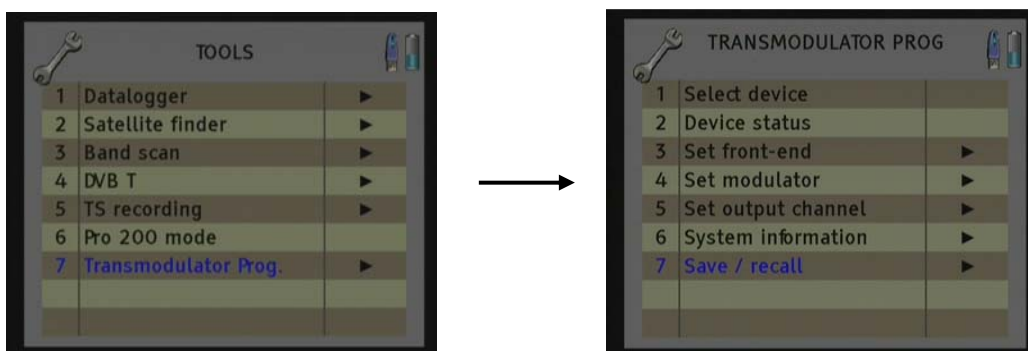 TOOLS
1 Datalogger ►
2 Satellite finder ►
3 Band scan ►
4 DVB T ►
5 TS recording ►
6 Pro 200 mode
7 Transmodulator Prog. ►
TRANSMODULATOR PROG
1 Select device
2 Device status
3 Set front-end ►
4 Set modulator ►
5 Set output channel ►
6 System information ►
7 Save / recall ►